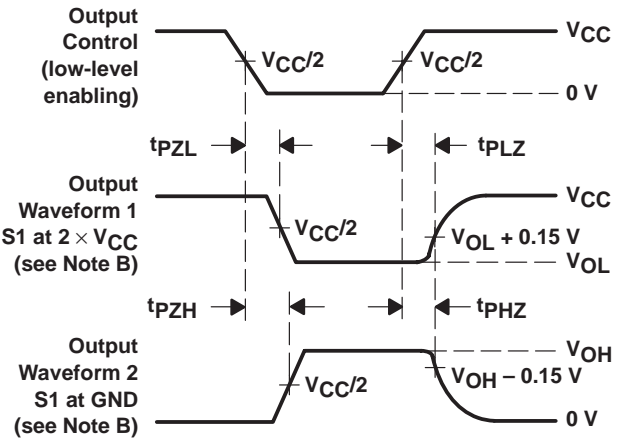 Output
Control
(low-level
enabling)
VCC
VCC/2
VCC/2
0 V
tPZL
tPLZ
Output
Waveform 1
S1 at 2 × VCC
(see Note B)
VCC
VCC/2
VOL + 0.15 V
VOL
tPZH
tPHZ
Output
Waveform 2
S1 at GND
(see Note B)
VOH
VCC/2
VOH – 0.15 V
0 V